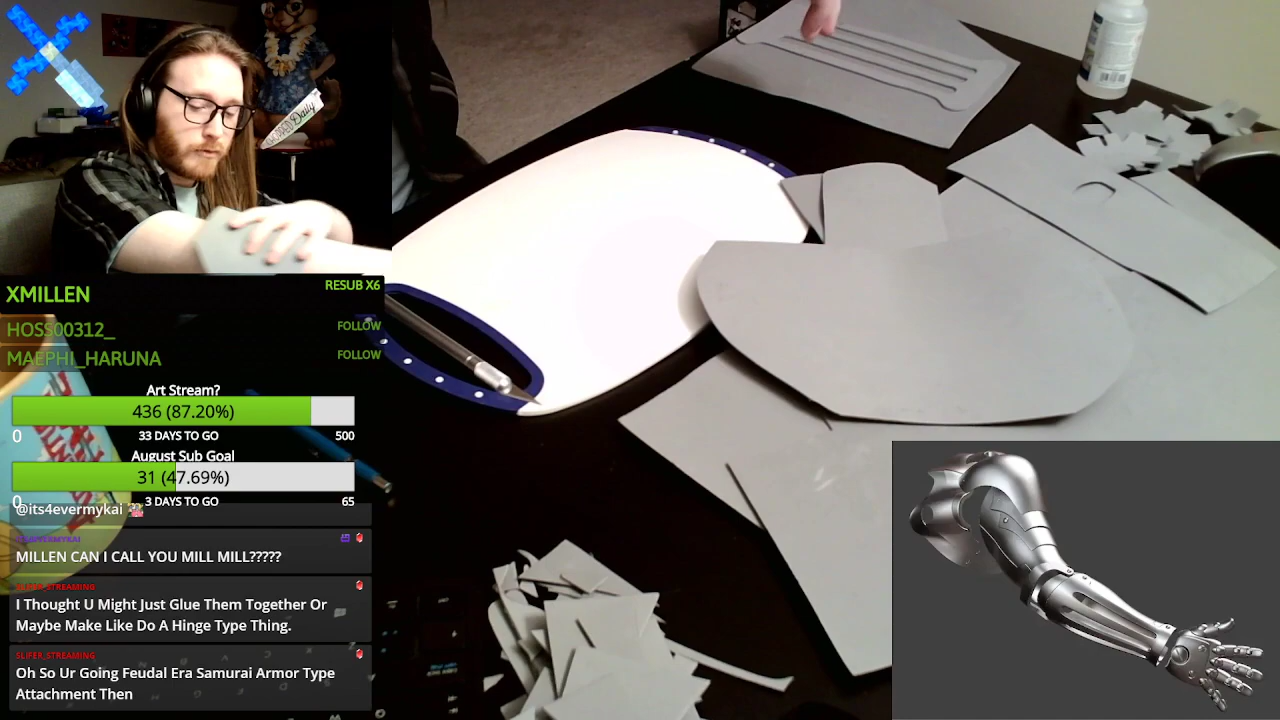 Daily
XMILLEN
RESUB X6
HOSS00312_
FOLLOW
MAEPHI_HARUNA
FOLLOW
Art Stream?
436 (87.20%)
0
33 DAYS TO GO
500
August Sub Goal
31 (47.69%)
0
3 DAYS TO GO
65
@its4evermykai
MILLEN CAN I CALL YOU MILL MILL?????
SLIFER_STREAMING
I Thought U Might Just Glue Them Together Or
Maybe Make Like Do A Hinge Type Thing.
SLIFER_STREAMING
Oh So Ur Going Feudal Era Samurai Armor Type
Attachment Then